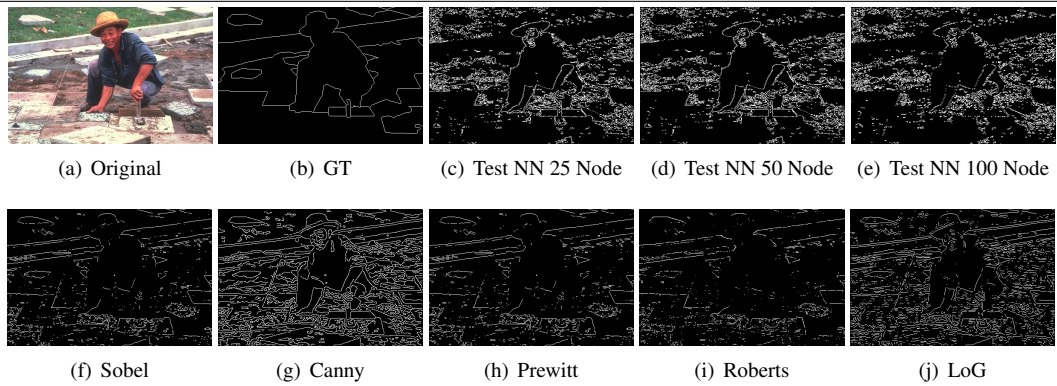 (a) Original
(b) GT
(c) Test NN 25 Node
(d) Test NN 50 Node
(e) Test NN 100 Node
(f) Sobel
(g) Canny
(h) Prewitt
(i) Roberts
(j) LoG